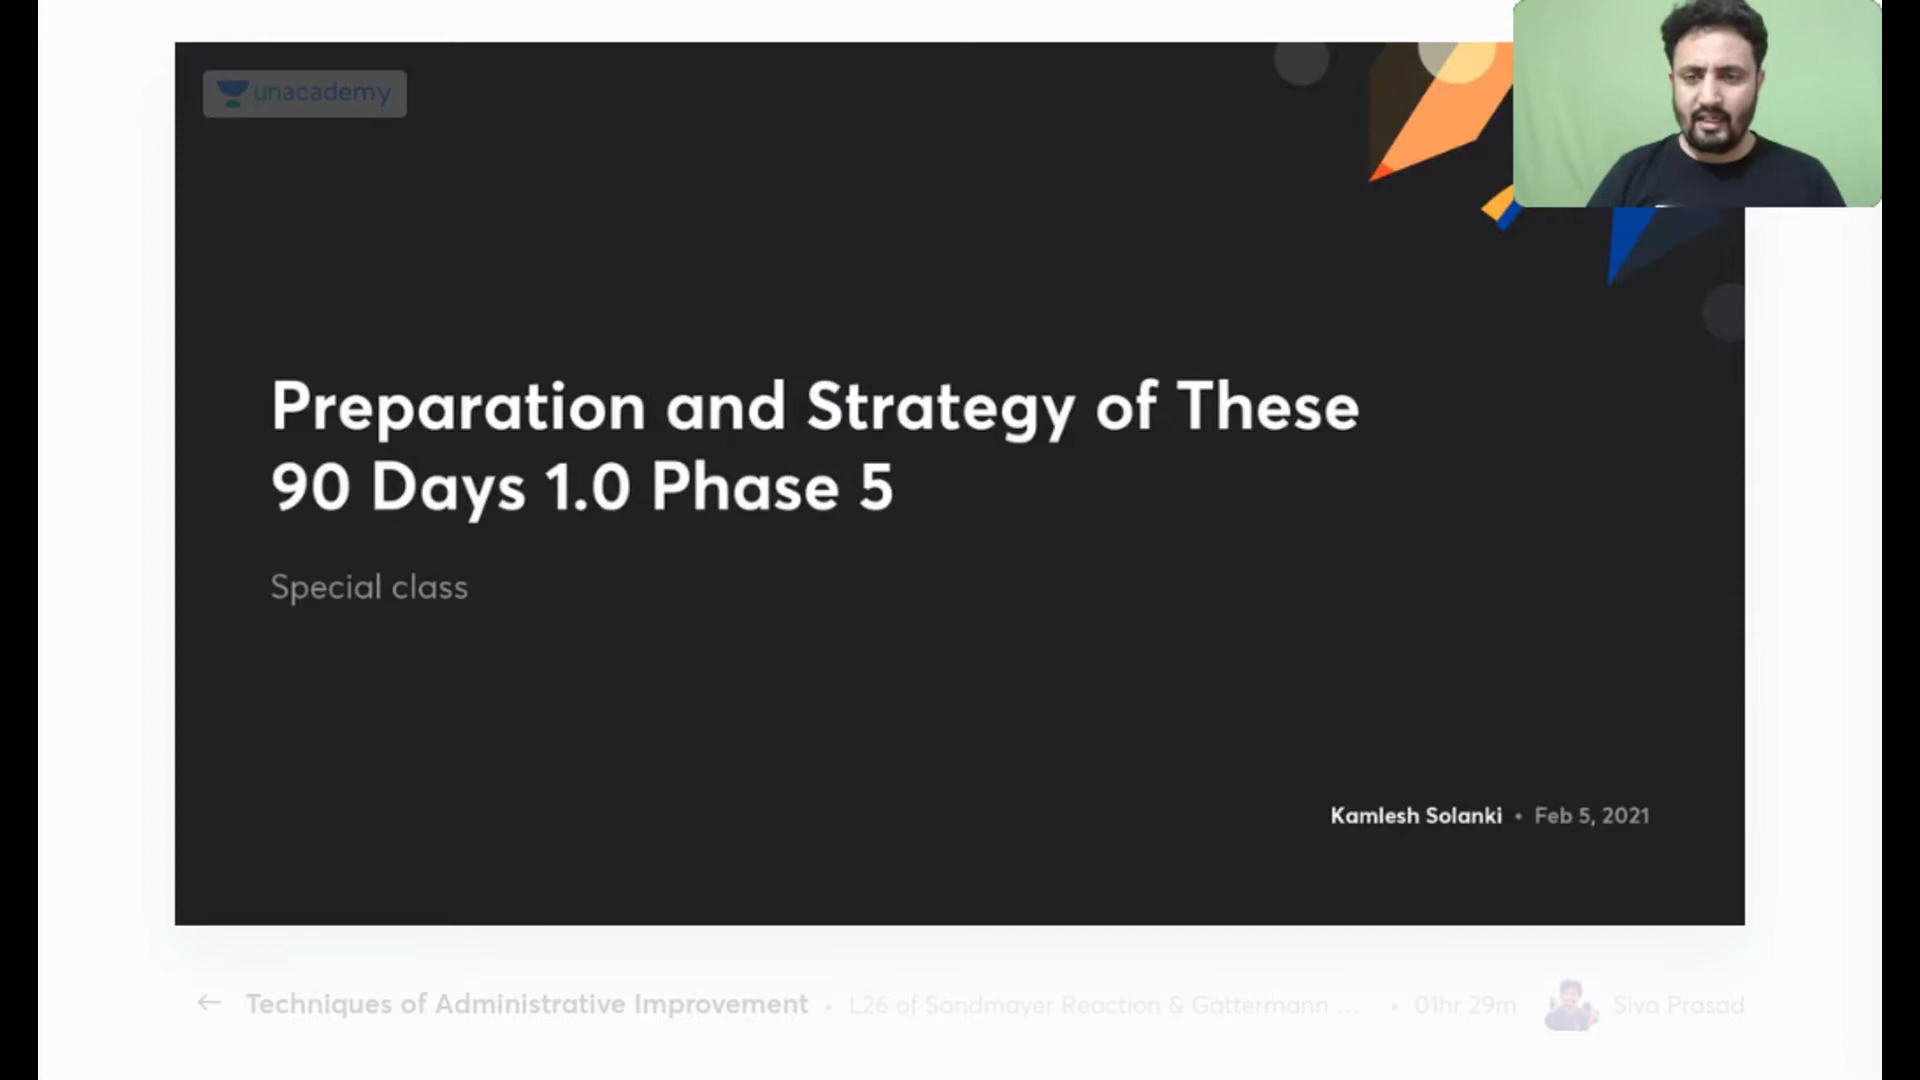 unacademy
Preparation and Strategy of These
90 Days 1.0 Phase 5
Special class
Kamlesh Solanki • Feb 5, 2021
← Techniques of Administrative Improvement • L26 of Sandmayer Reaction & Gattermann ... • 01hr 29m Siva Prasad